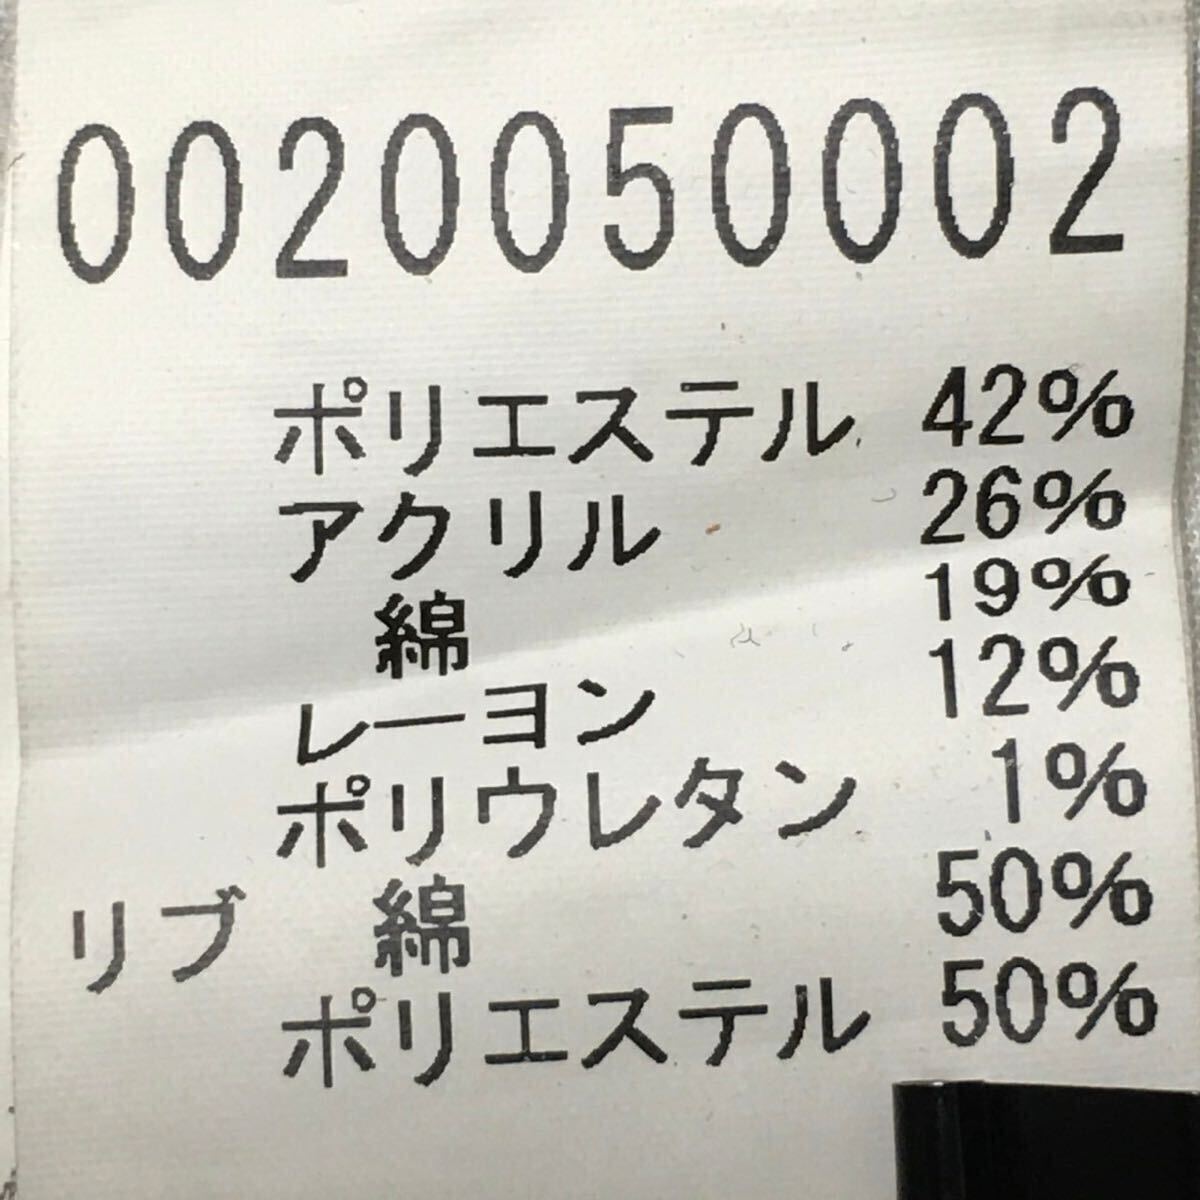 0020050002
ポリエステル 42%
アクリル 26%
綿 19%
レーヨン 12%
ポリウレタン 1%
リブ 綿 50%
ポリエステル 50%